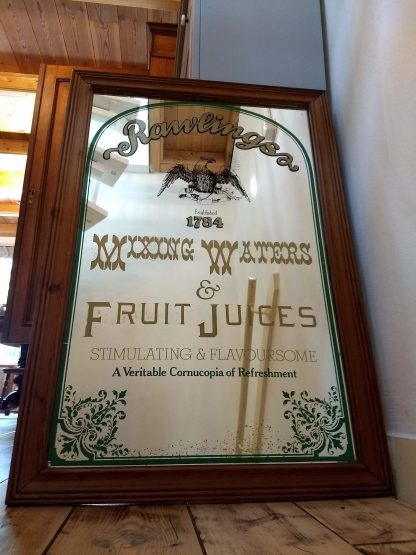 Rawlings
Established
1784
MIXING WATERS
&
FRUIT JUICES
STIMULATING & FLAVOURSOME
A Veritable Cornucopia of Refreshment